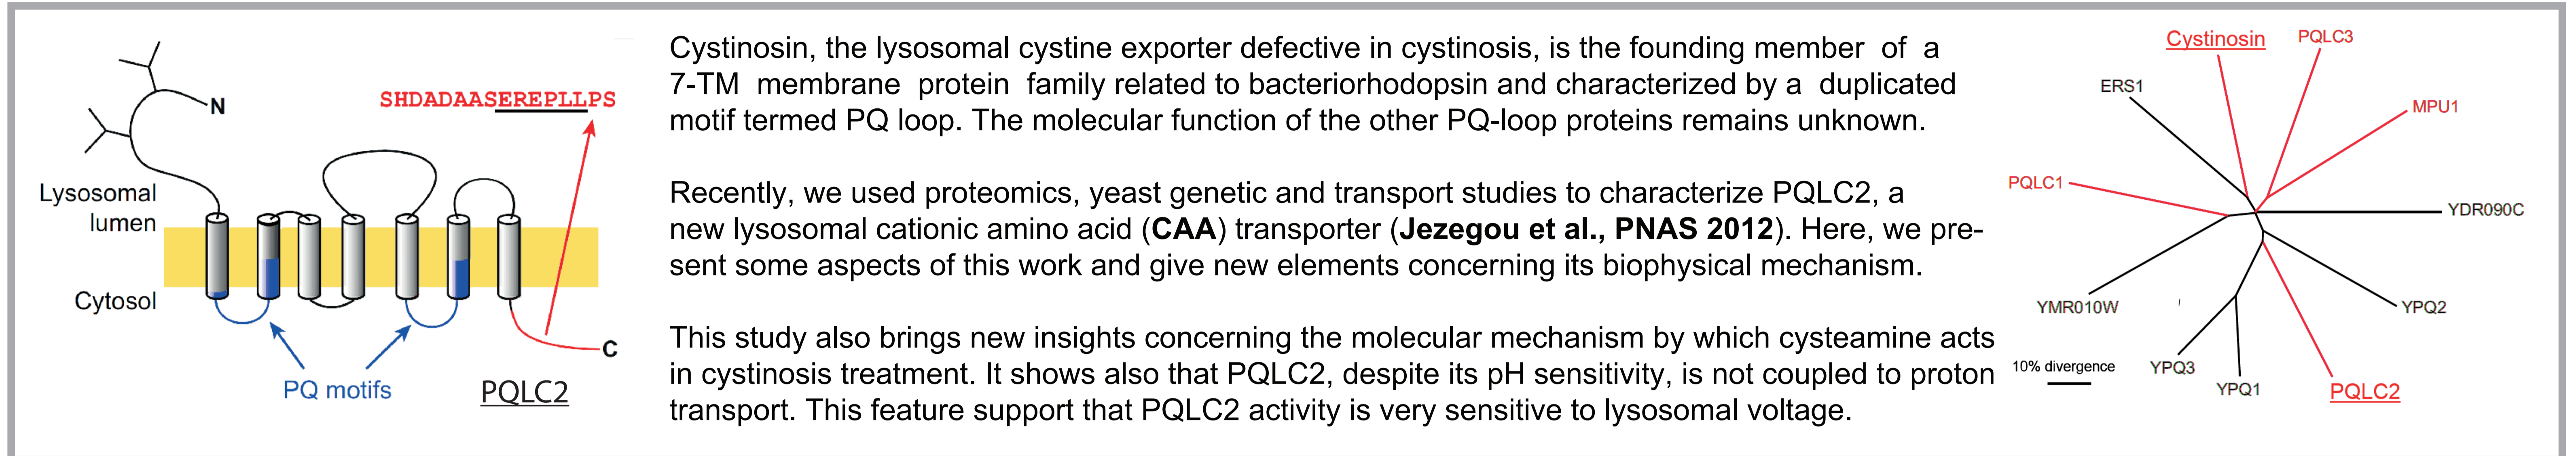 N
SHDADAASEREPLLPS
Lysosomal
lumen
Cytosol
C
PQ motifs
PQLC2
Cystinosin, the lysosomal cystine exporter defective in cystinosis, is the founding member of a
7-TM membrane protein family related to bacteriorhodopsin and characterized by a duplicated
motif termed PQ loop. The molecular function of the other PQ-loop proteins remains unknown.
Recently, we used proteomics, yeast genetic and transport studies to characterize PQLC2, a
new lysosomal cationic amino acid (CAA) transporter (Jezegou et al., PNAS 2012). Here, we pre-
sent some aspects of this work and give new elements concerning its biophysical mechanism.
This study also brings new insights concerning the molecular mechanism by which cysteamine acts
in cystinosis treatment. It shows also that PQLC2, despite its pH sensitivity, is not coupled to proton
transport. This feature support that PQLC2 activity is very sensitive to lysosomal voltage.
Cystinosin
PQLC3
ERS1
MPU1
PQLC1
YDR090C
YMR010W
YPQ2
10% divergence
YPQ3
YPQ1
PQLC2